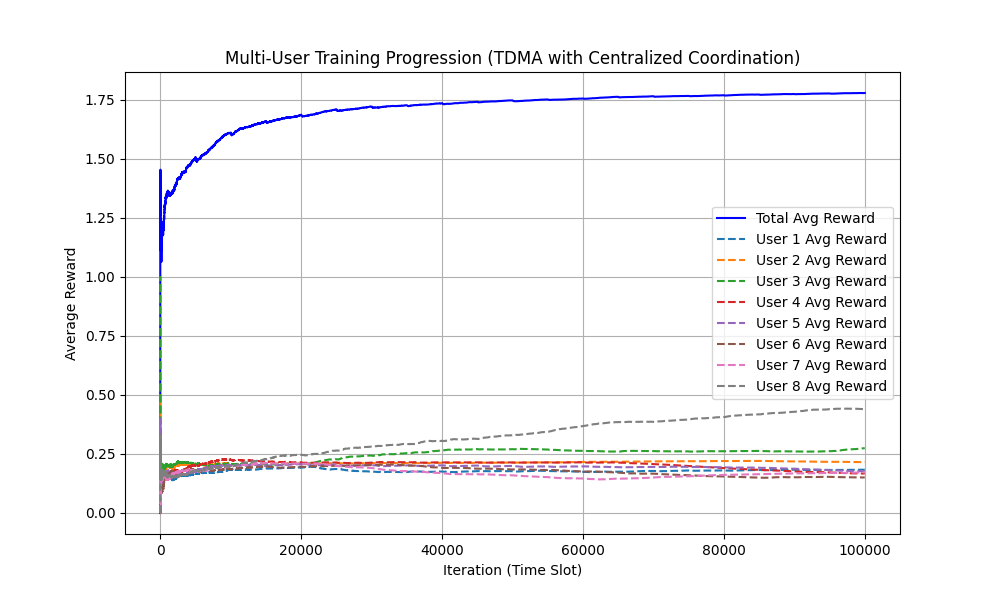 Multi-User Training Progression (TDMA with Centralized Coordination)
Average Reward
1.75
1.50
1.25
1.00
0.75
0.50
0.25
0.00
Total Avg Reward
User 1 Avg Reward
User 2 Avg Reward
User 3 Avg Reward
User 4 Avg Reward
User 5 Avg Reward
User 6 Avg Reward
User 7 Avg Reward
User 8 Avg Reward
0 20000 40000 60000 80000 100000
Iteration (Time Slot)